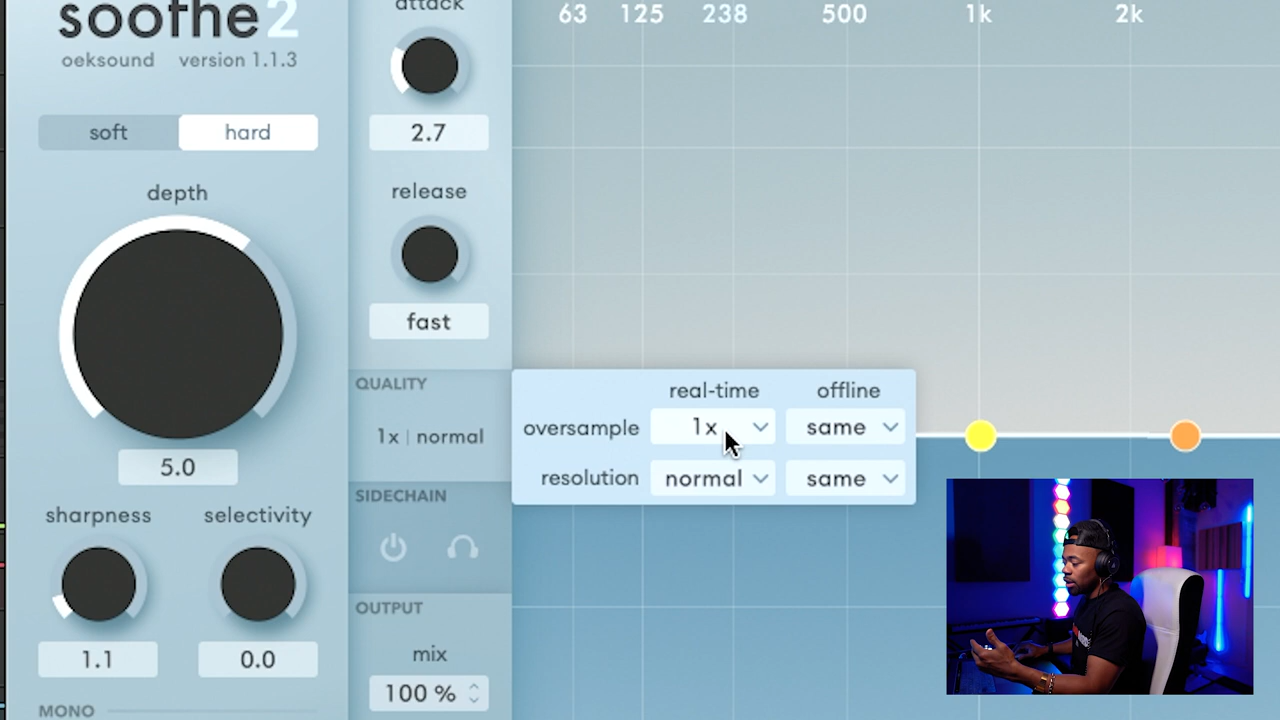 soothe2
oeksound version 1.1.3
soft hard
depth
5.0
sharpness selectivity
1.1 0.0
MONO
attack
2.7
release
fast
QUALITY
1x | normal
SIDECHAIN
OUTPUT
mix
100 %
63 125 238 500 1k 2k
real-time offline
oversample 1x same
resolution normal same